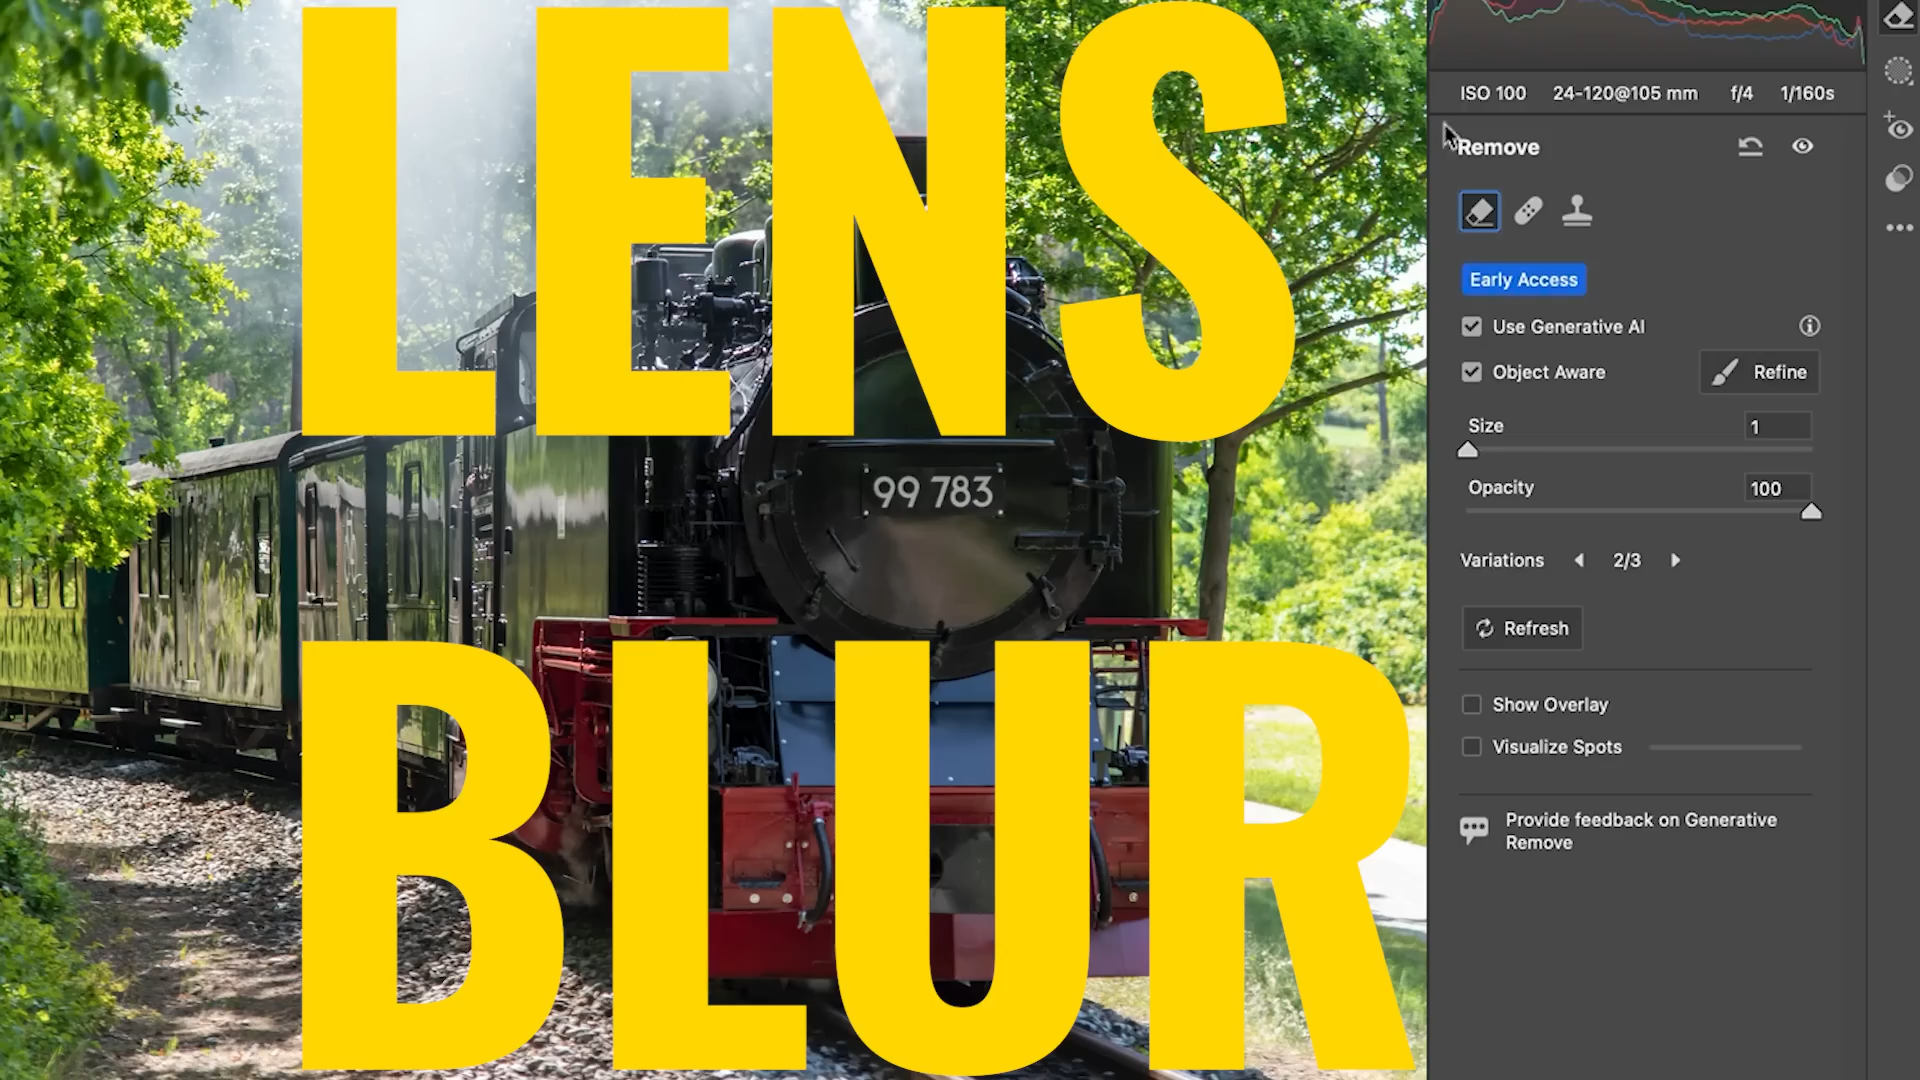 LENS
BLUR
99 783
ISO 100 24-120@105 mm f/4 1/160s
Remove
Early Access
Use Generative AI
Object Aware Refine
Size 1
Opacity 100
Variations 2/3
Refresh
Show Overlay
Visualize Spots
Provide feedback on Generative
Remove